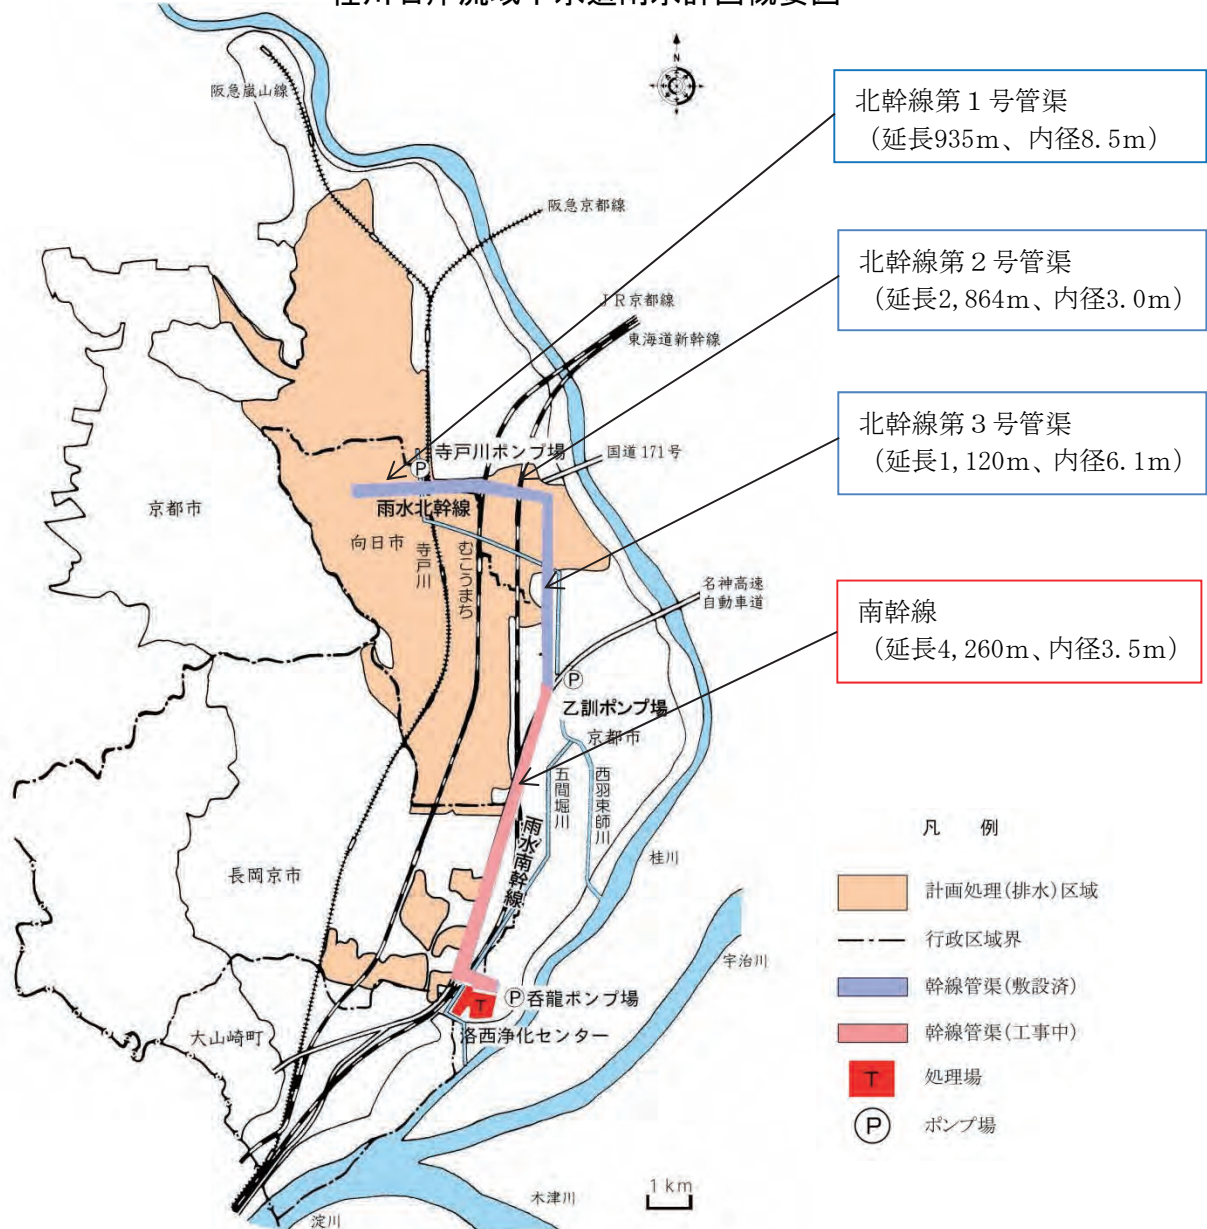 桂川右岸流域下水道雨水計画概要図
N
阪急嵐山線
阪急京都線
JR京都線
東海道新幹線
北幹線第1号管渠
(延長935m、内径8.5m)
北幹線第2号管渠
(延長2,864m、内径3.0m)
北幹線第3号管渠
(延長1,120m、内径6.1m)
南幹線
(延長4,260m、内径3.5m)
寺戸川ポンプ場
P
国道171号
京都市
雨水北幹線
向日市
寺戸川
むこうまち
名神高速
自動車道
P
乙訓ポンプ場
京都市
五間堀川
西羽束師川
雨水南幹線
桂川
長岡京市
宇治川
P
呑龍ポンプ場
T
洛西浄化センター
大山崎町
木津川
淀川
1km
凡 例
計画処理(排水)区域
行政区域界
幹線管渠(敷設済)
幹線管渠(工事中)
T
処理場
P
ポンプ場